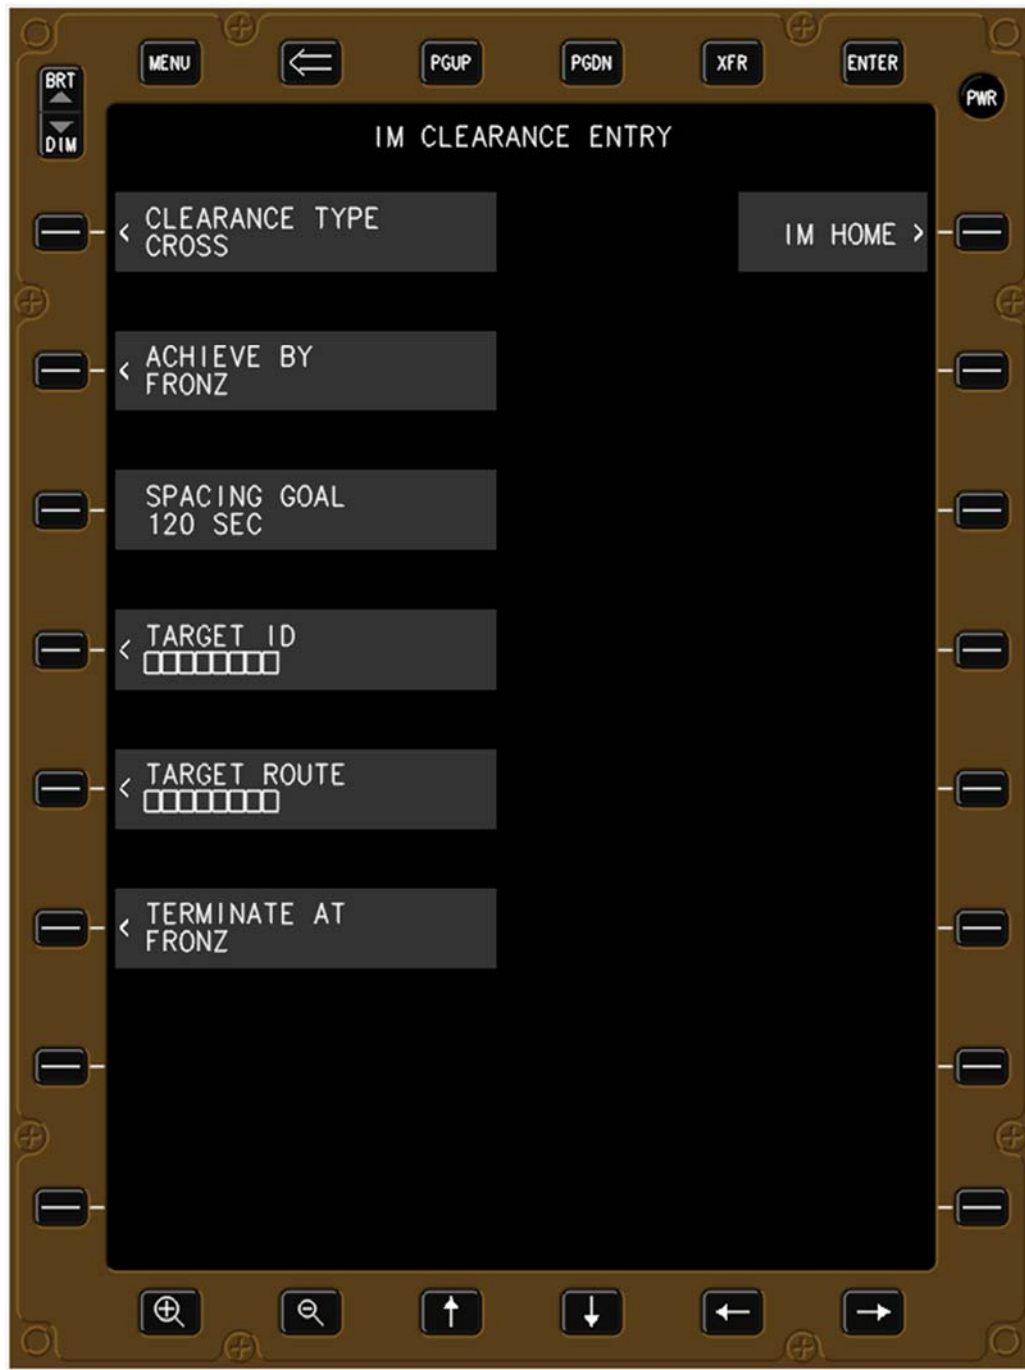 MENU
PGUP
PGDN
XFR
ENTER
BRT
DIM
PWR
IM CLEARANCE ENTRY
< CLEARANCE TYPE
CROSS
IM HOME >
< ACHIEVE BY
FRONZ
SPACING GOAL
120 SEC
< TARGET ID
□□□□□□□□
< TARGET ROUTE
□□□□□□□□
< TERMINATE AT
FRONZ